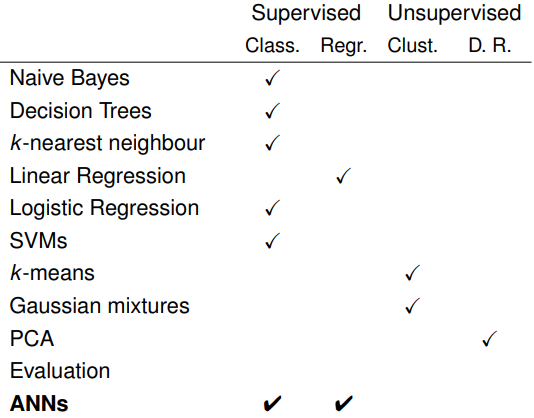 Supervised Unsupervised
Class. Regr. Clust. D. R.
Naive Bayes ✓
Decision Trees ✓
k-nearest neighbour ✓
Linear Regression ✓
Logistic Regression ✓
SVMs ✓
k-means ✓
Gaussian mixtures ✓
PCA ✓
Evaluation
ANNs ✔ ✔